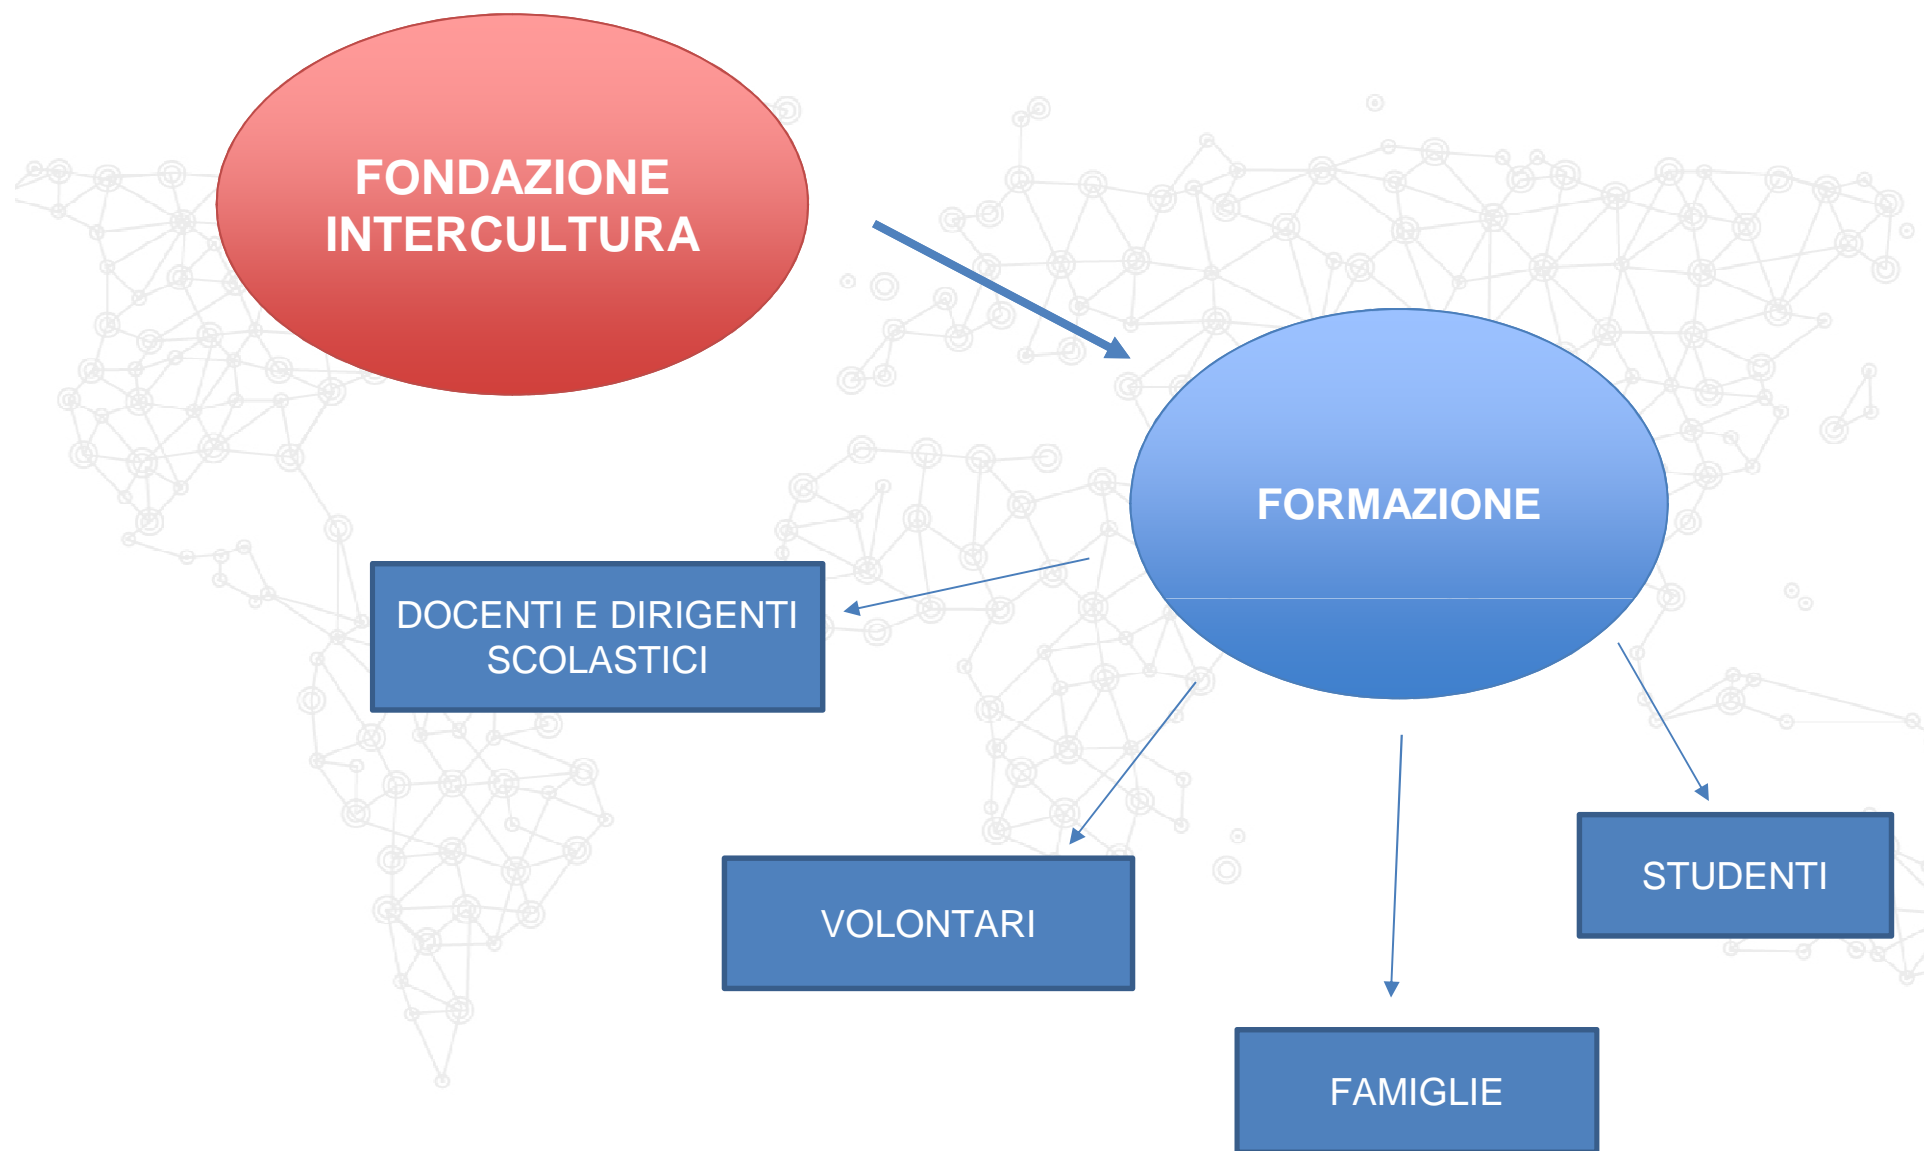 FONDAZIONE
INTERCULTURA
FORMAZIONE
DOCENTI E DIRIGENTI
SCOLASTICI
STUDENTI
VOLONTARI
FAMIGLIE